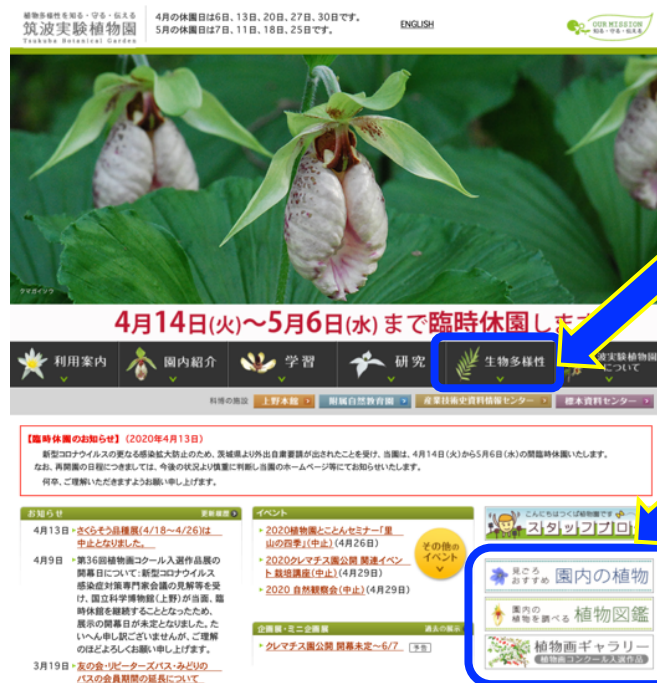 植物多様性を知る・守る・伝える
筑波実験植物園
Tsukuba Botanical Garden
4月の休園日は6日、13日、20日、27日、30日です。
5月の休園日は7日、11日、18日、25日です。
ENGLISH
OUR MISSION
知る・守る・伝える
クマガイソウ
4月14日(火)〜5月6日(水) まで臨時休園しま
利用案内
園内紹介
学習
研究
生物多様性
波実験植物園
について
科博の施設
上野本館
附属自然教育園
産業技術史資料情報センター
標本資料センター
【臨時休園のお知らせ】(2020年4月13日)
新型コロナウイルスの更なる感染拡大防止のため、茨城県より外出自粛要請が出されたことを受け、当園は、4月14日(火)から5月6日(水)の間臨時休園いたします。
なお、再開園の日程につきましては、今後の状況より慎重に判断し当園のホームページ等にてお知らせいたします。
何卒、ご理解いただきますようお願い申し上げます。
お知らせ
更新履歴
4月13日 さくらそう品種展(4/18〜4/26)は
中止となりました。
4月9日 第36回植物画コンクール入選作品展の
開幕日について:新型コロナウイルス
感染症対策専門家会議の見解等を受
け、国立科学博物館(上野)が当面、臨
時休館を継続することとなったため、
展示の開幕日が未定となりました。た
いへん申し訳ございませんが、ご理解
のほどよろしくお願い申し上げます。
3月19日 友の会・リピーターズパス・みどりの
パスの会員期間の延長について
イベント
2020植物園とことんセミナー「里
山の四季」(中止)(4月26日)
2020クレマチス園公開 関連イベン
ト 栽培講座(中止)(4月29日)
2020 自然観察会(中止)(4月29日)
その他の
イベント
企画展・ミニ企画展
過去の展示
クレマチス園公開 開幕未定〜6/7
予告
こんにちはつくば植物園です
スタッフブロ
見ごろ
おすすめ 園内の植物
園内の
植物を調べる 植物図鑑
植物画ギャラリー
植物画コンクール入選作品